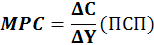 MPC = ΔC/ΔY (ПСП)